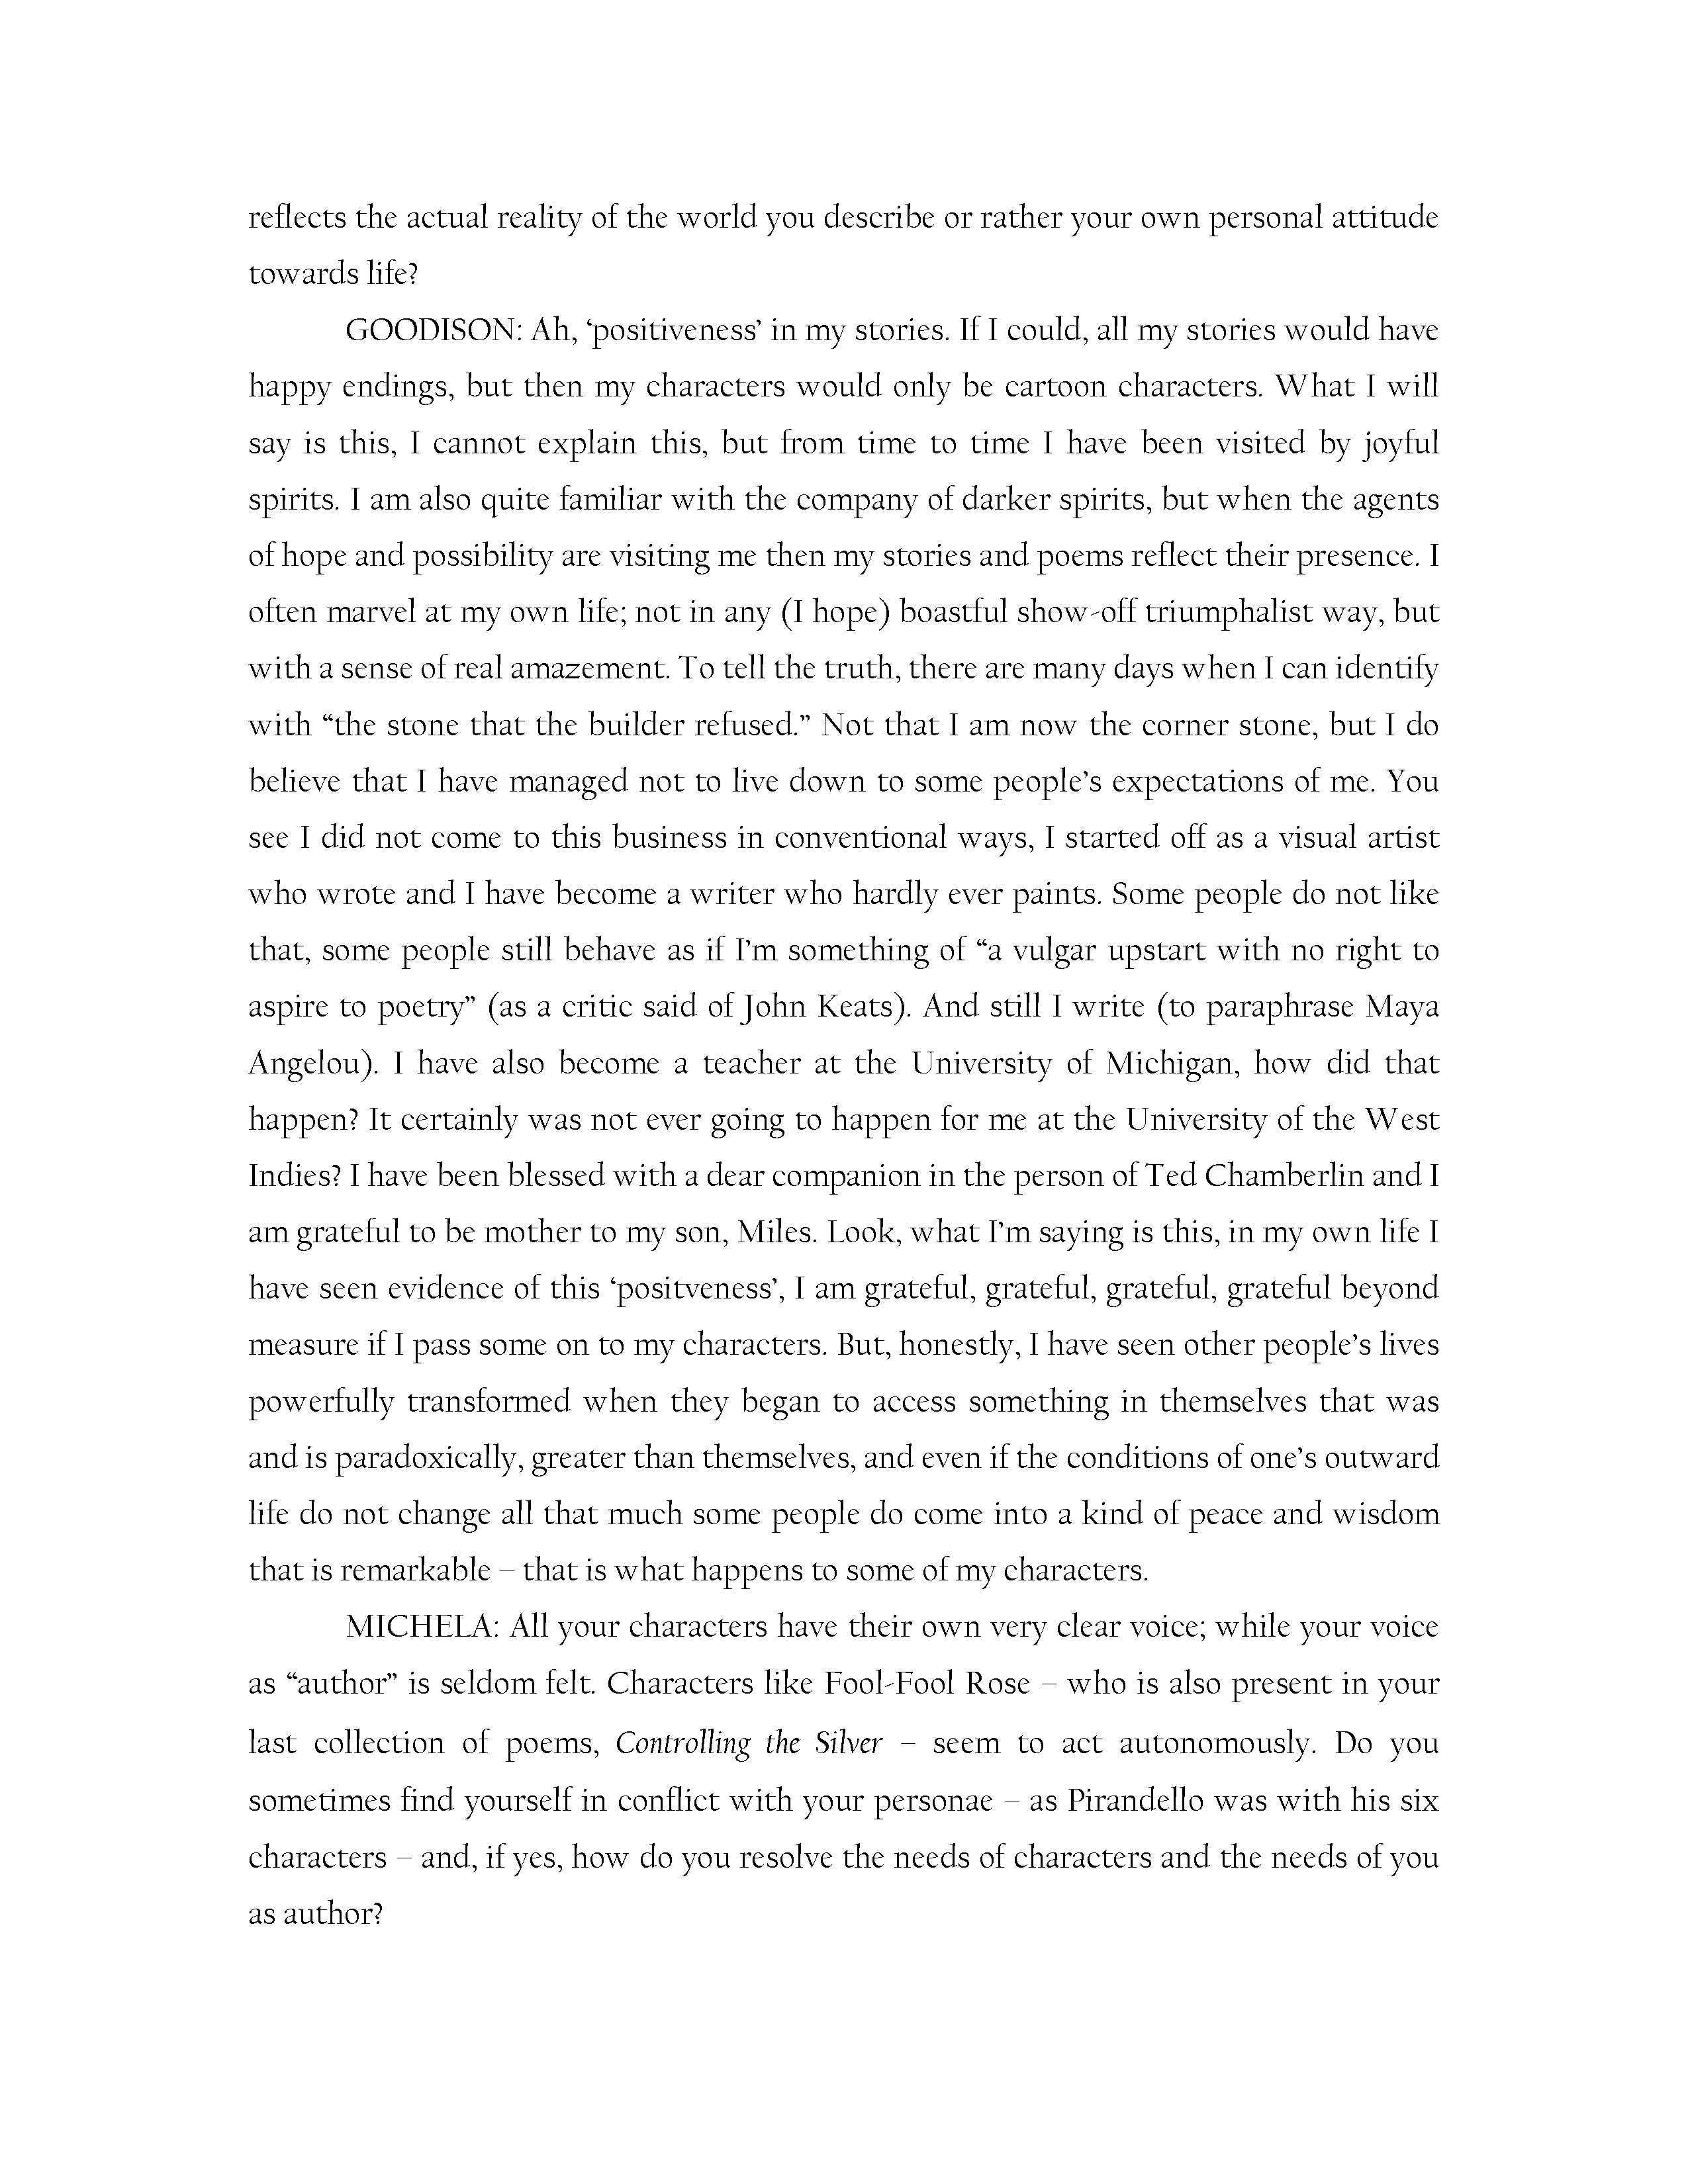 reflects the actual reality of the world you describe or rather your own personal attitude
towards life?
GOODISON: Ah, ‘positiveness’ in my stories. If I could, all my stories would have
happy endings, but then my characters would only be cartoon characters. What I will
say is this, I cannot explain this, but from time to time I have been visited by joyful
spirits. I am also quite familiar with the company of darker spirits, but when the agents
of hope and possibility are visiting me then my stories and poems reflect their presence. I
often marvel at my own life; not in any (I hope) boastful show-off triumphalist way, but
with a sense of real amazement. To tell the truth, there are many days when I can identify
with “the stone that the builder refused.” Not that I am now the corner stone, but I do
believe that I have managed not to live down to some people’s expectations of me. You
see I did not come to this business in conventional ways, I started off as a visual artist
who wrote and I have become a writer who hardly ever paints. Some people do not like
that, some people still behave as if I’m something of “a vulgar upstart with no right to
aspire to poetry” (as a critic said of John Keats). And still I write (to paraphrase Maya
Angelou). I have also become a teacher at the University of Michigan, how did that
happen? It certainly was not ever going to happen for me at the University of the West
Indies? I have been blessed with a dear companion in the person of Ted Chamberlin and I
am grateful to be mother to my son, Miles. Look, what I’m saying is this, in my own life I
have seen evidence of this ‘positveness’, I am grateful, grateful, grateful, grateful beyond
measure if I pass some on to my characters. But, honestly, I have seen other people’s lives
powerfully transformed when they began to access something in themselves that was
and is paradoxically, greater than themselves, and even if the conditions of one’s outward
life do not change all that much some people do come into a kind of peace and wisdom
that is remarkable – that is what happens to some of my characters.
MICHELA: All your characters have their own very clear voice; while your voice
as “author” is seldom felt. Characters like Fool-Fool Rose – who is also present in your
last collection of poems, Controlling the Silver – seem to act autonomously. Do you
sometimes find yourself in conflict with your personae – as Pirandello was with his six
characters – and, if yes, how do you resolve the needs of characters and the needs of you
as author?